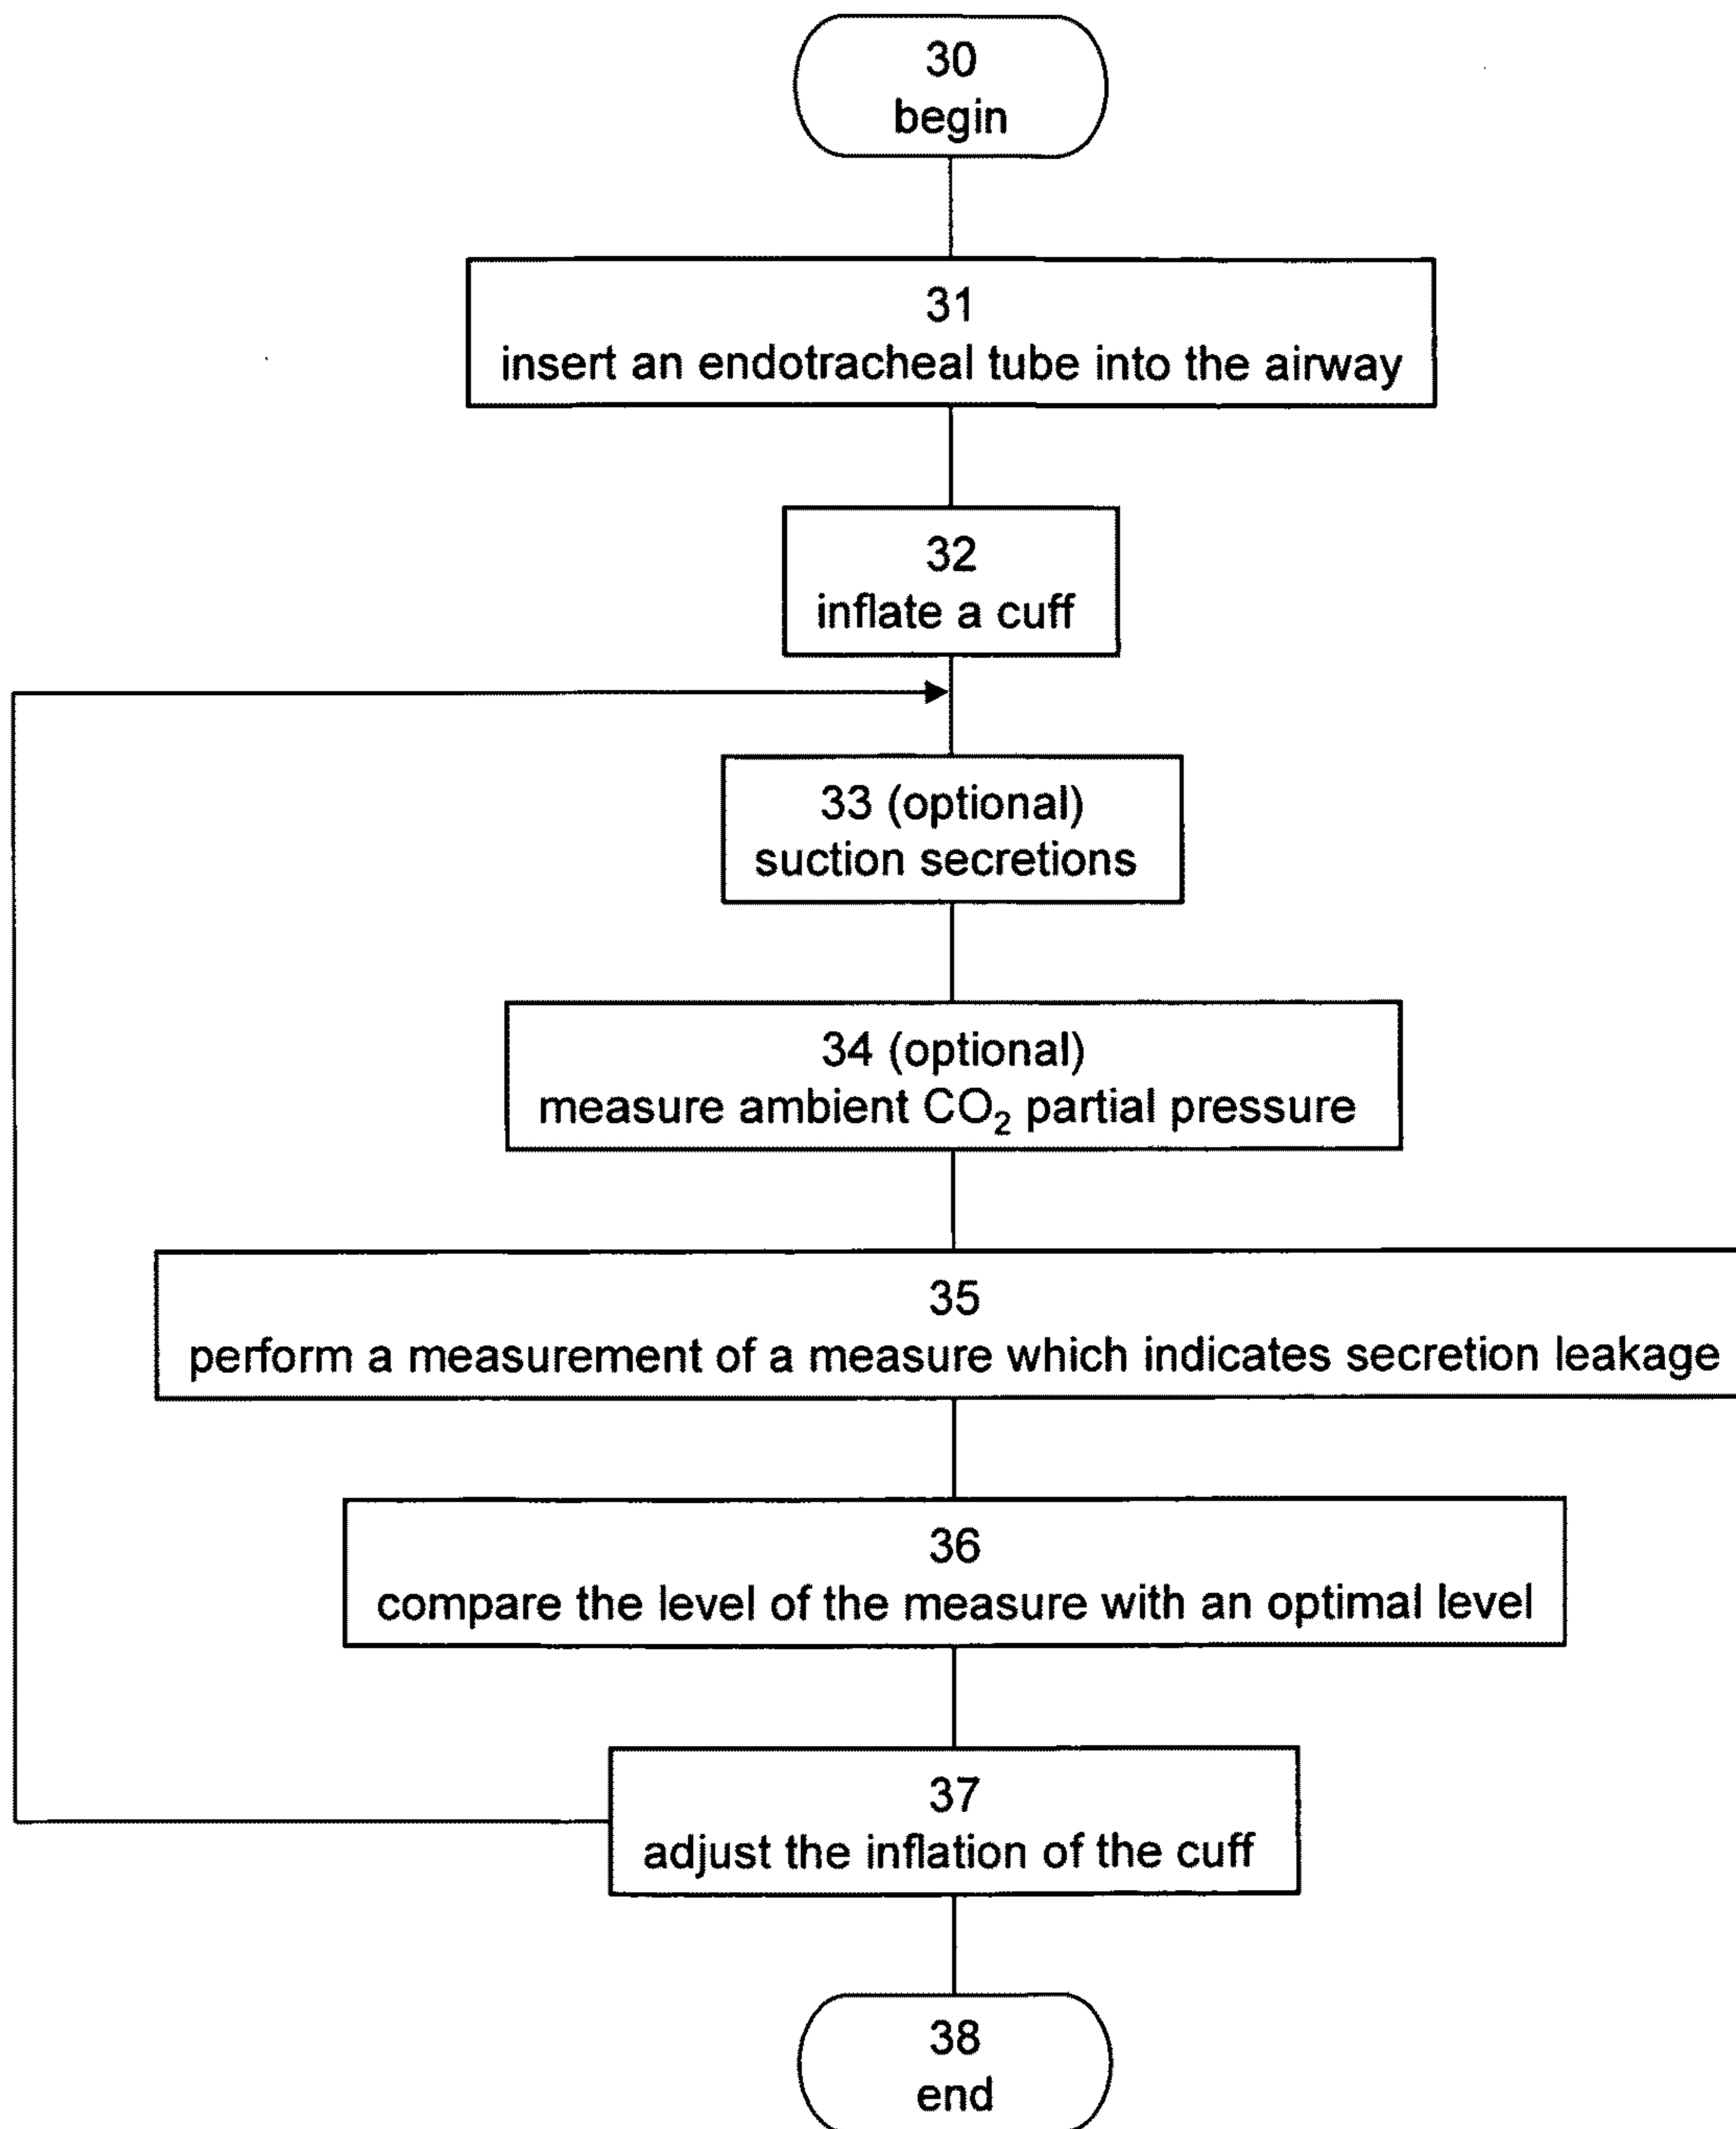 30
begin
31
insert an endotracheal tube into the airway
32
inflate a cuff
33 (optional)
suction secretions
34 (optional)
measure ambient CO₂ partial pressure
35
perform a measurement of a measure which indicates secretion leakage
36
compare the level of the measure with an optimal level
37
adjust the inflation of the cuff
38
end